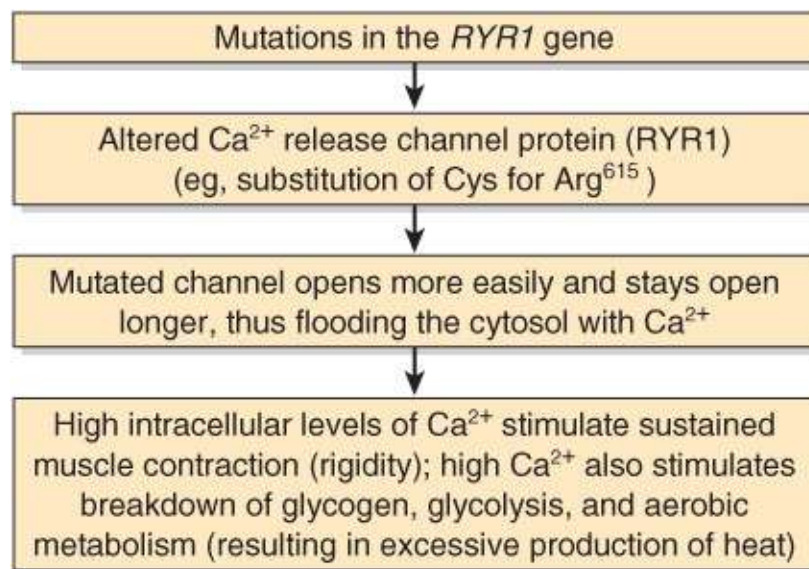 Mutations in the RYR1 gene
Altered Ca²⁺ release channel protein (RYR1)
(eg, substitution of Cys for Arg⁶¹⁵ )
Mutated channel opens more easily and stays open
longer, thus flooding the cytosol with Ca²⁺
High intracellular levels of Ca²⁺ stimulate sustained
muscle contraction (rigidity); high Ca²⁺ also stimulates
breakdown of glycogen, glycolysis, and aerobic
metabolism (resulting in excessive production of heat)